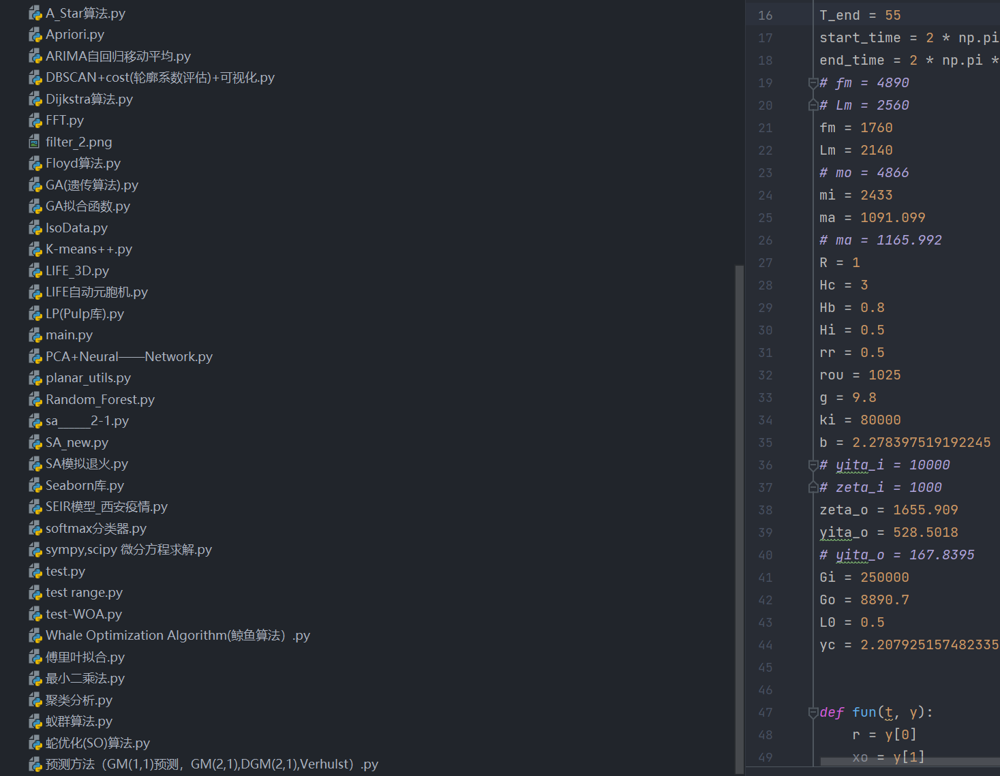 A_Star算法.py
Apriori.py
ARIMA自回归移动平均.py
DBSCAN+cost(轮廓系数评估)+可视化.py
Dijkstra算法.py
FFT.py
filter_2.png
Floyd算法.py
GA(遗传算法).py
GA拟合函数.py
IsoData.py
K-means++.py
LIFE_3D.py
LIFE自动元胞机.py
LP(Pulp库).py
main.py
PCA+Neural——Network.py
planar_utils.py
Random_Forest.py
sa_____2-1.py
SA_new.py
SA模拟退火.py
Seaborn库.py
SEIR模型_西安疫情.py
softmax分类器.py
sympy,scipy 微分方程求解.py
test.py
test range.py
test-WOA.py
Whale Optimization Algorithm(鲸鱼算法）.py
傅里叶拟合.py
最小二乘法.py
聚类分析.py
蚁群算法.py
蛇优化(SO)算法.py
预测方法（GM(1,1)预测，GM(2,1),DGM(2,1),Verhulst）.py
16 T_end = 55
17 start_time = 2 * np.pi
18 end_time = 2 * np.pi *
19 # fm = 4890
20 # Lm = 2560
21 fm = 1760
22 Lm = 2140
23 # mo = 4866
24 mi = 2433
25 ma = 1091.099
26 # ma = 1165.992
27 R = 1
28 Hc = 3
29 Hb = 0.8
30 Hi = 0.5
31 rr = 0.5
32 rou = 1025
33 g = 9.8
34 ki = 80000
35 b = 2.278397519192245
36 # yita_i = 10000
37 # zeta_i = 1000
38 zeta_o = 1655.909
39 yita_o = 528.5018
40 # yita_o = 167.8395
41 Gi = 250000
42 Go = 8890.7
43 L0 = 0.5
44 yc = 2.207925157482335
45
46
47 def fun(t, y):
48 r = y[0]
49 xo = y[1]